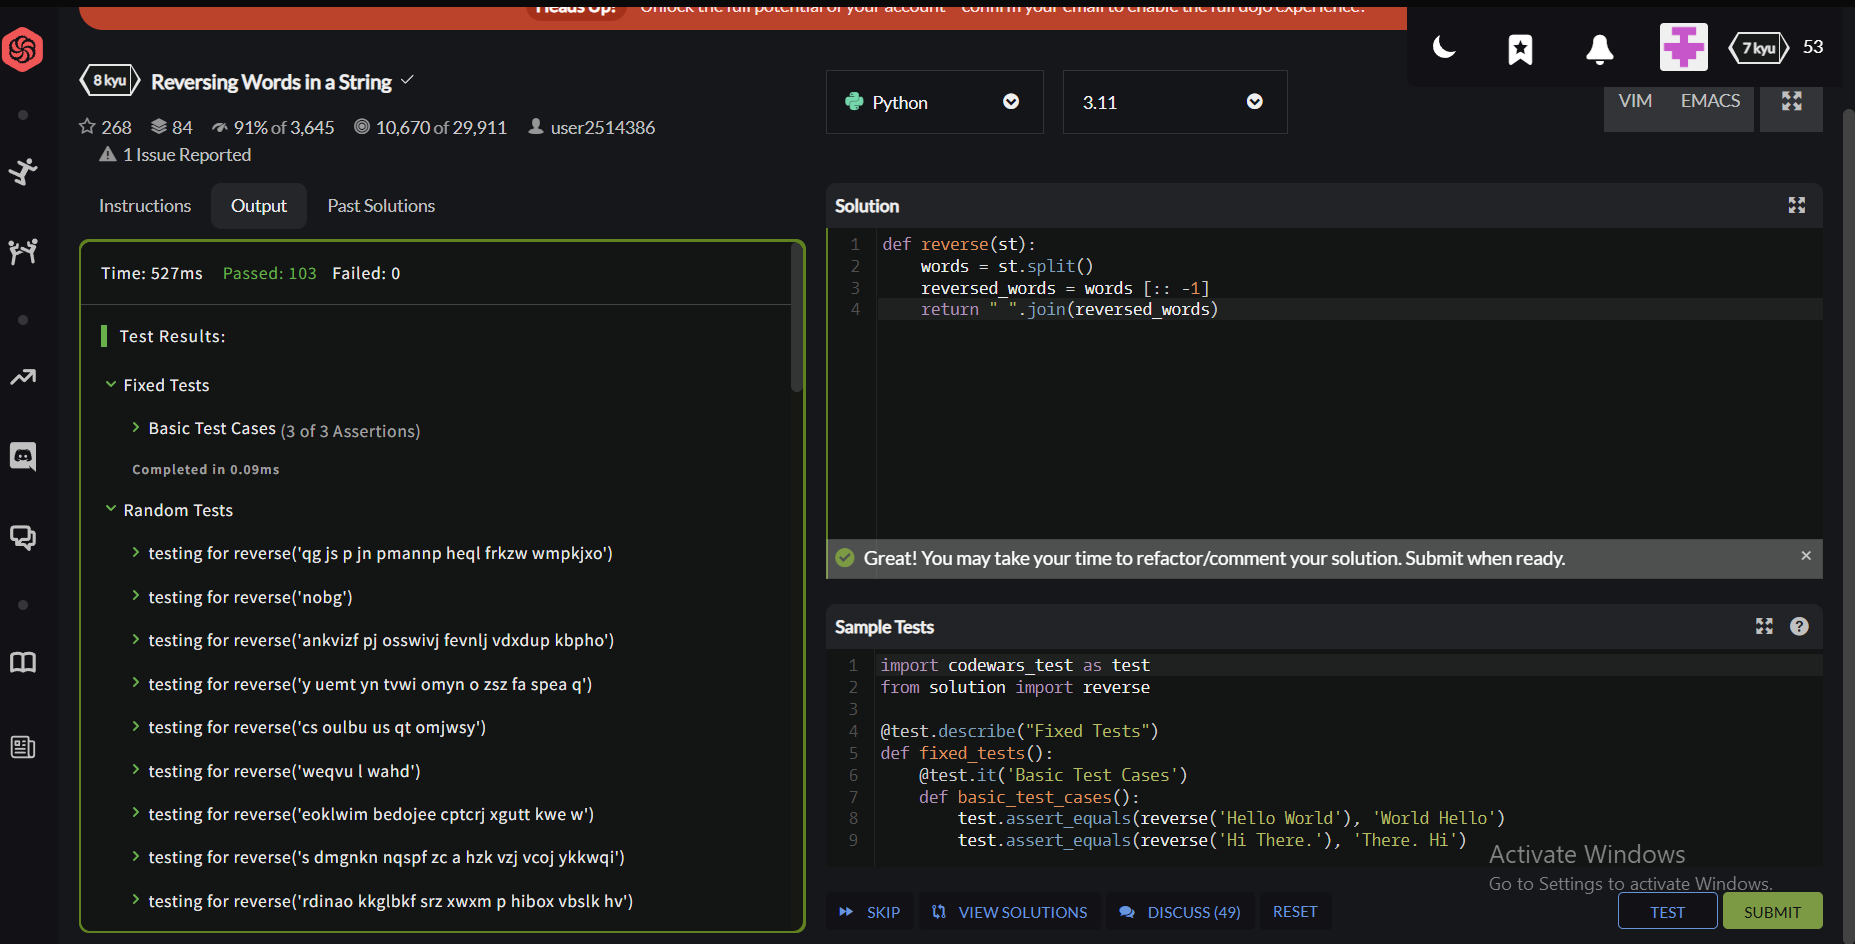 Heads Up! Unlock the full potential of your account - confirm your email to enable the full dojo experience.
7 kyu 53
8 kyu Reversing Words in a String
268 84 91% of 3,645 10,670 of 29,911 user2514386
1 Issue Reported
Python 3.11 VIM EMACS
Instructions Output Past Solutions
Time: 527ms Passed: 103 Failed: 0
Test Results:
Fixed Tests
Basic Test Cases (3 of 3 Assertions)
Completed in 0.09ms
Random Tests
testing for reverse('qg js p jn pmannp heql frkzw wmpkjxo')
testing for reverse('nobg')
testing for reverse('ankvizf pj osswivj fevnlj vdxdup kbpho')
testing for reverse('y uemt yn tvwi omyn o zsz fa spea q')
testing for reverse('cs oulbu us qt omjwsy')
testing for reverse('weqvu l wahd')
testing for reverse('eoklwim bedojee cptcrj xgutt kwe w')
testing for reverse('s dmgnkn nqspf zc a hzk vzj vcoj ykkwqi')
testing for reverse('rdinao kkglbkf srz xwxm p hibox vbslk hv')
Solution
1 def reverse(st):
2 words = st.split()
3 reversed_words = words [:: -1]
4 return " ".join(reversed_words)
Great! You may take your time to refactor/comment your solution. Submit when ready. ×
Sample Tests ?
1 import codewars_test as test
2 from solution import reverse
3
4 @test.describe("Fixed Tests")
5 def fixed_tests():
6 @test.it('Basic Test Cases')
7 def basic_test_cases():
8 test.assert_equals(reverse('Hello World'), 'World Hello')
9 test.assert_equals(reverse('Hi There.'), 'There. Hi')
Activate Windows
Go to Settings to activate Windows.
SKIP VIEW SOLUTIONS DISCUSS (49) RESET TEST SUBMIT